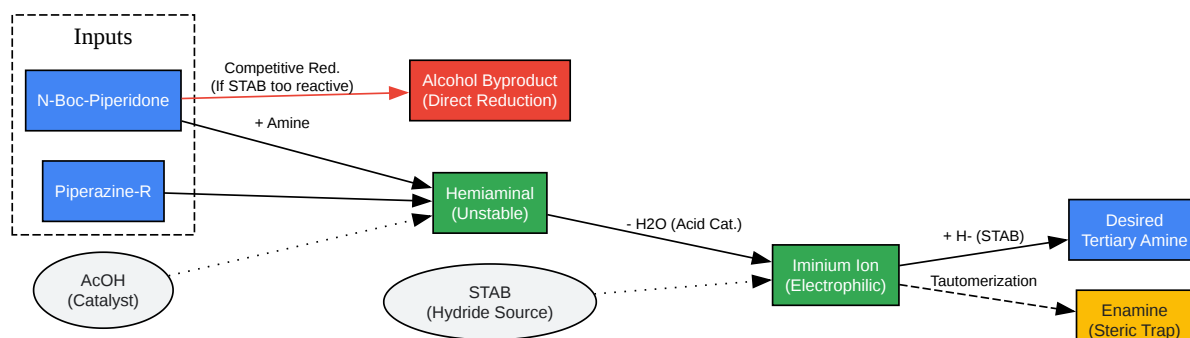 Inputs
N-Boc-Piperidone
Piperazine-R
AcOH
(Catalyst)
Competitive Red.
(If STAB too reactive)
+ Amine
Alcohol Byproduct
(Direct Reduction)
Hemiaminal
(Unstable)
STAB
(Hydride Source)
- H2O (Acid Cat.)
Iminium Ion
(Electrophilic)
+ H- (STAB)
Tautomerization
Desired
Tertiary Amine
Enamine
(Steric Trap)